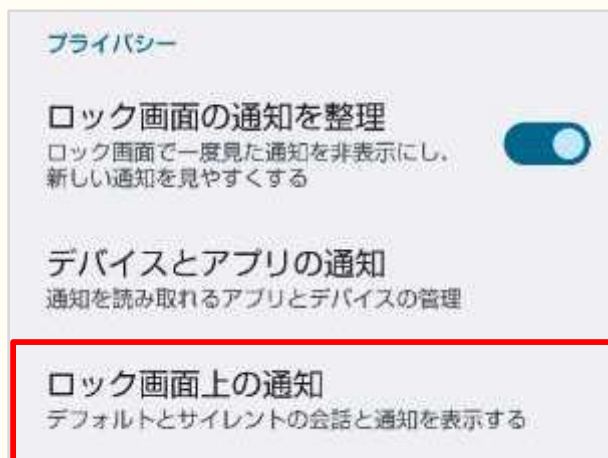 プライバシー
ロック画面の通知を整理
ロック画面で一度見た通知を非表示にし、
新しい通知を見やすくする
デバイスとアプリの通知
通知を読み取れるアプリとデバイスの管理
ロック画面上の通知
デフォルトとサイレントの会話と通知を表示する